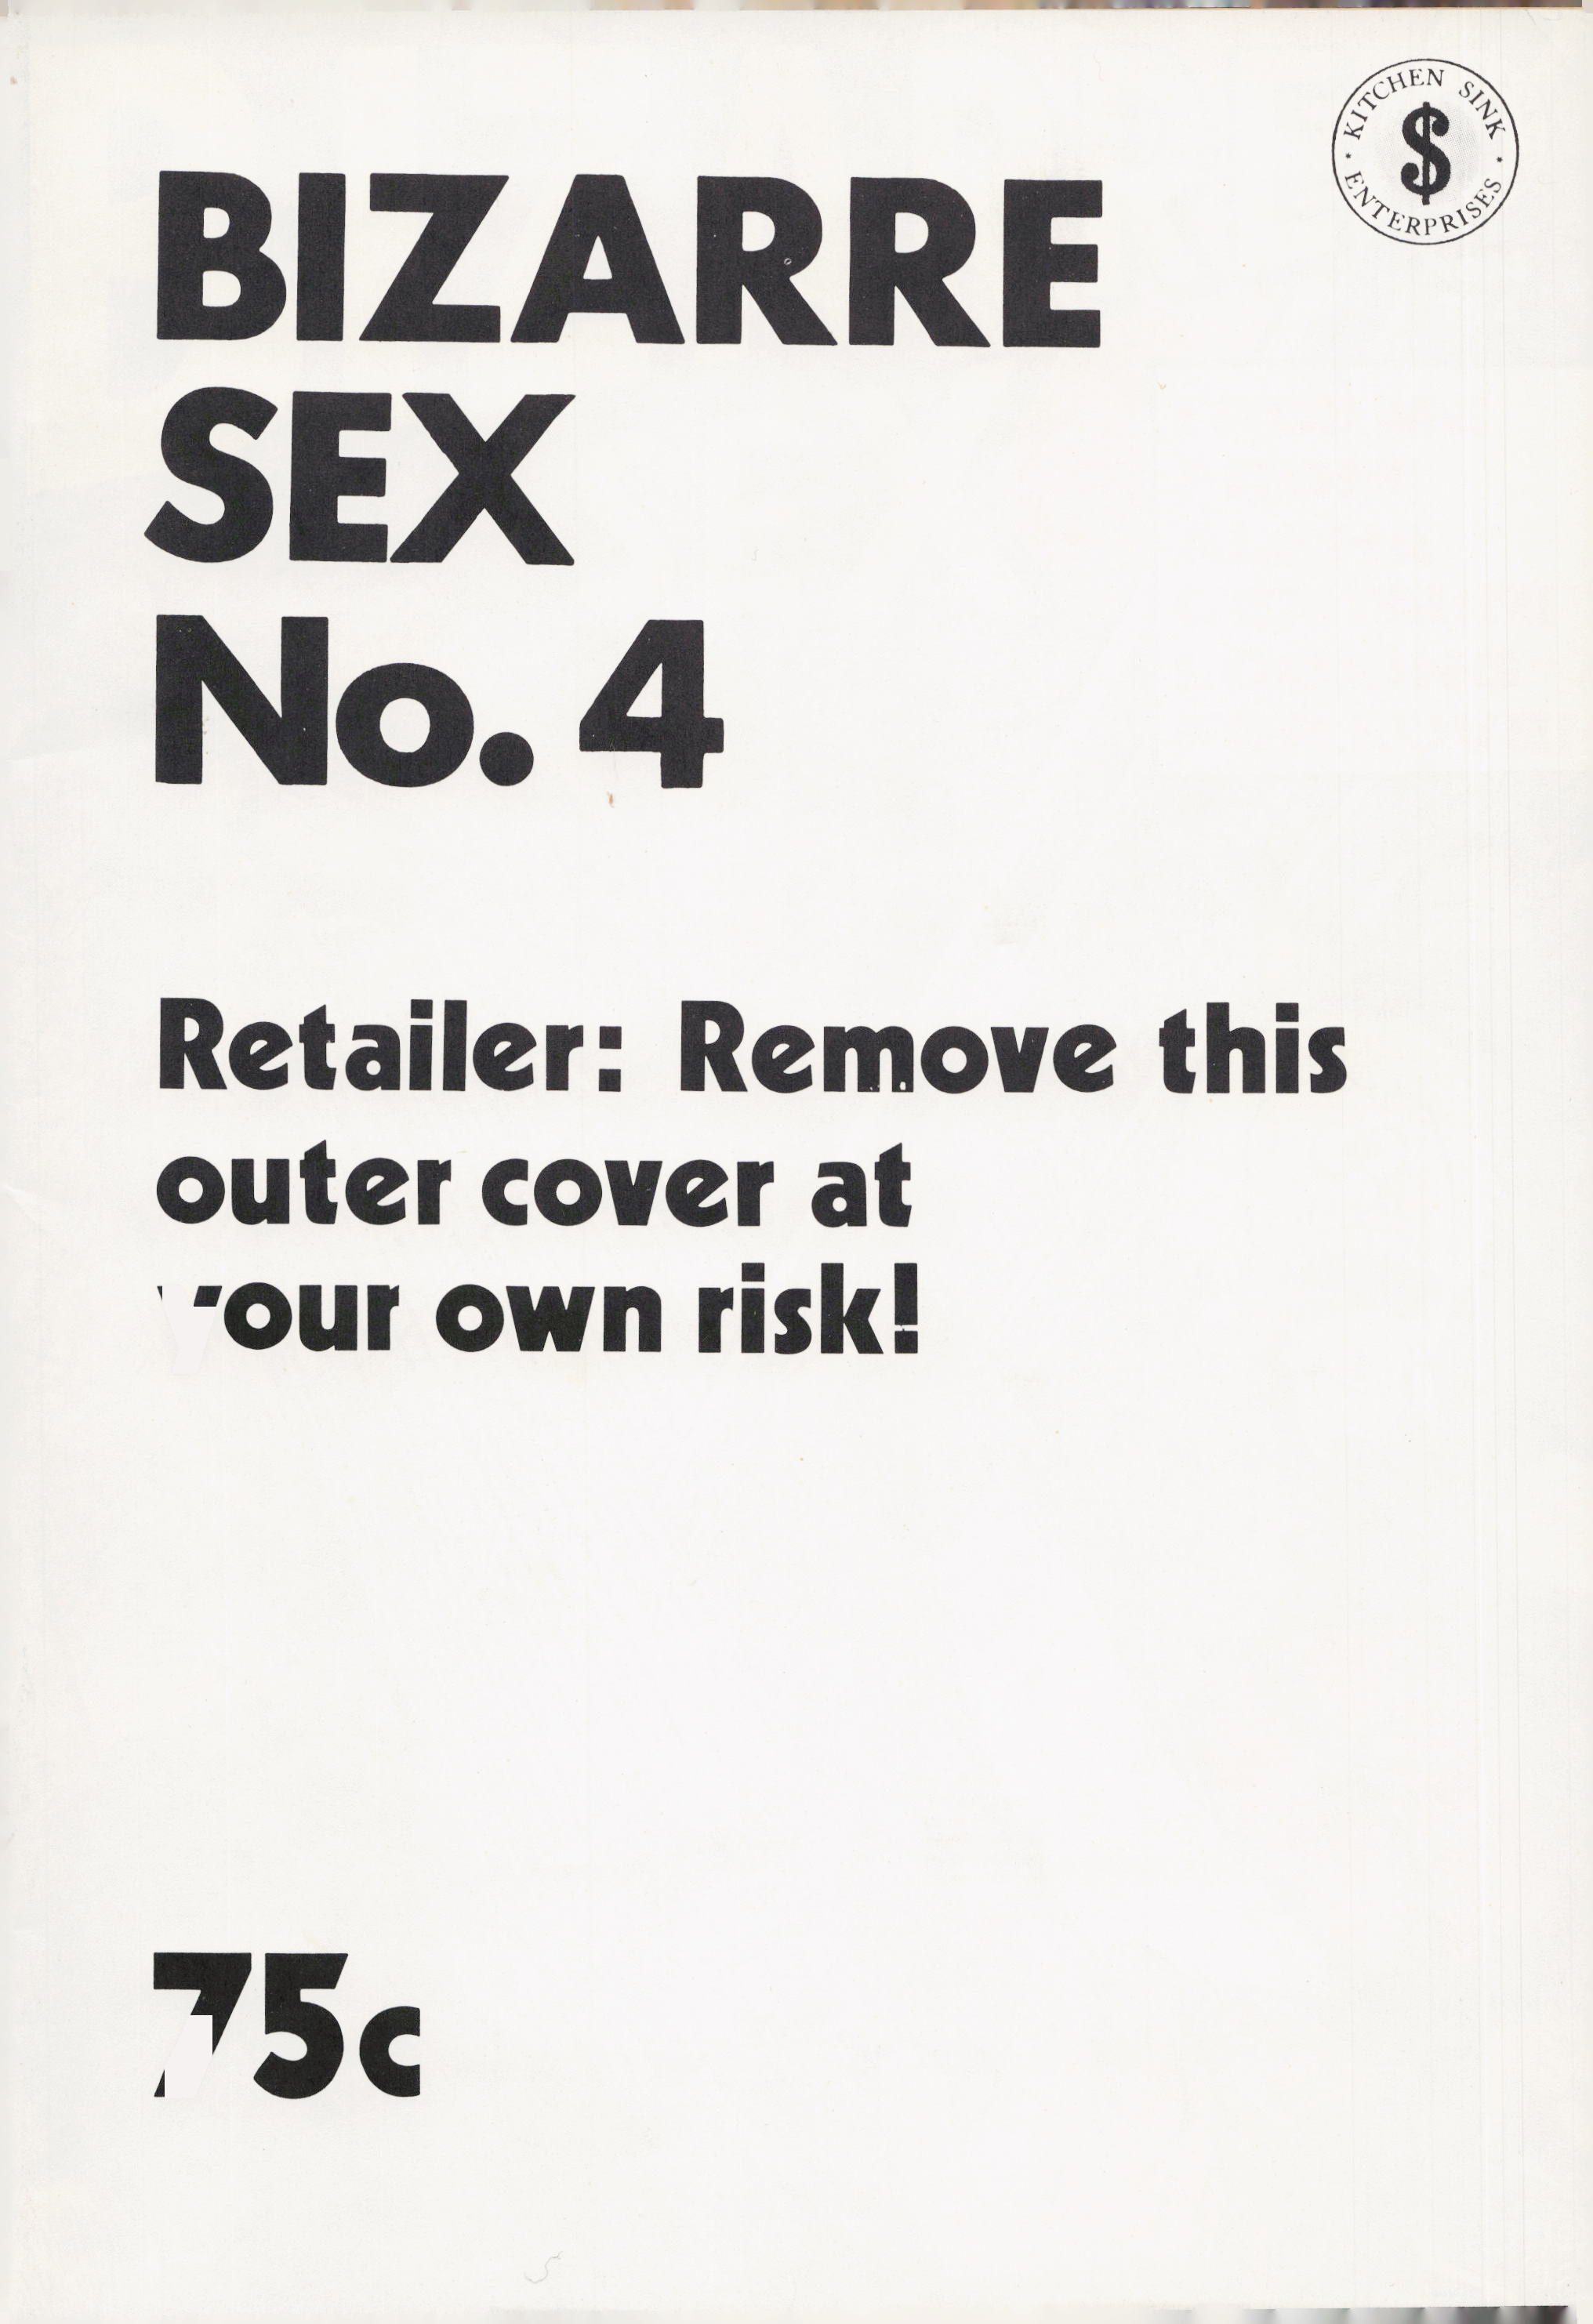 KITCHEN SINK ENTERPRISES
$
BIZARRE
SEX
No. 4
Retailer: Remove this
outer cover at
your own risk!
75c